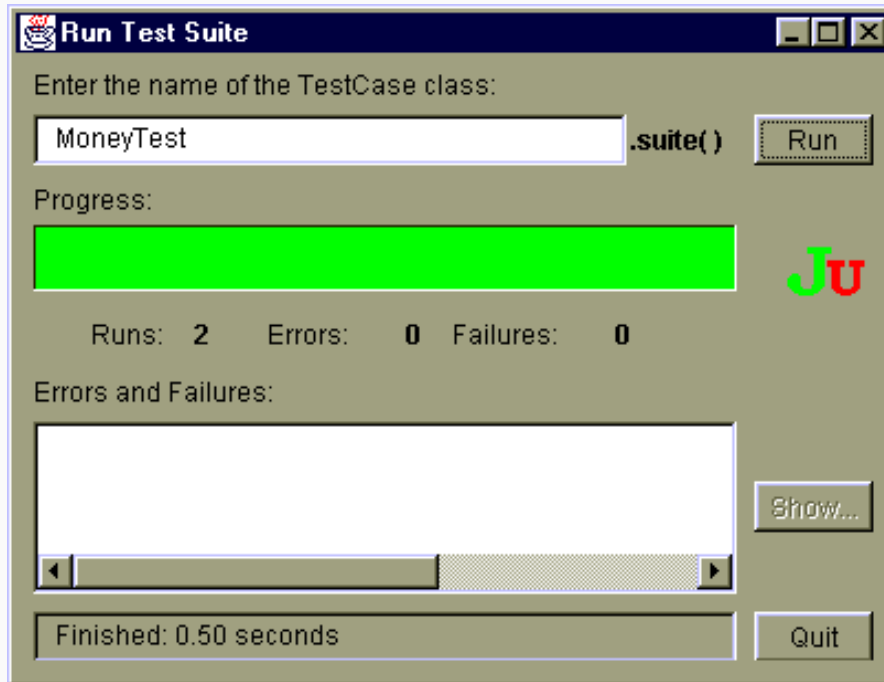 Run Test Suite
Enter the name of the TestCase class:
MoneyTest .suite( ) Run
Progress:
JU
Runs: 2 Errors: 0 Failures: 0
Errors and Failures:
Show...
Finished: 0.50 seconds Quit